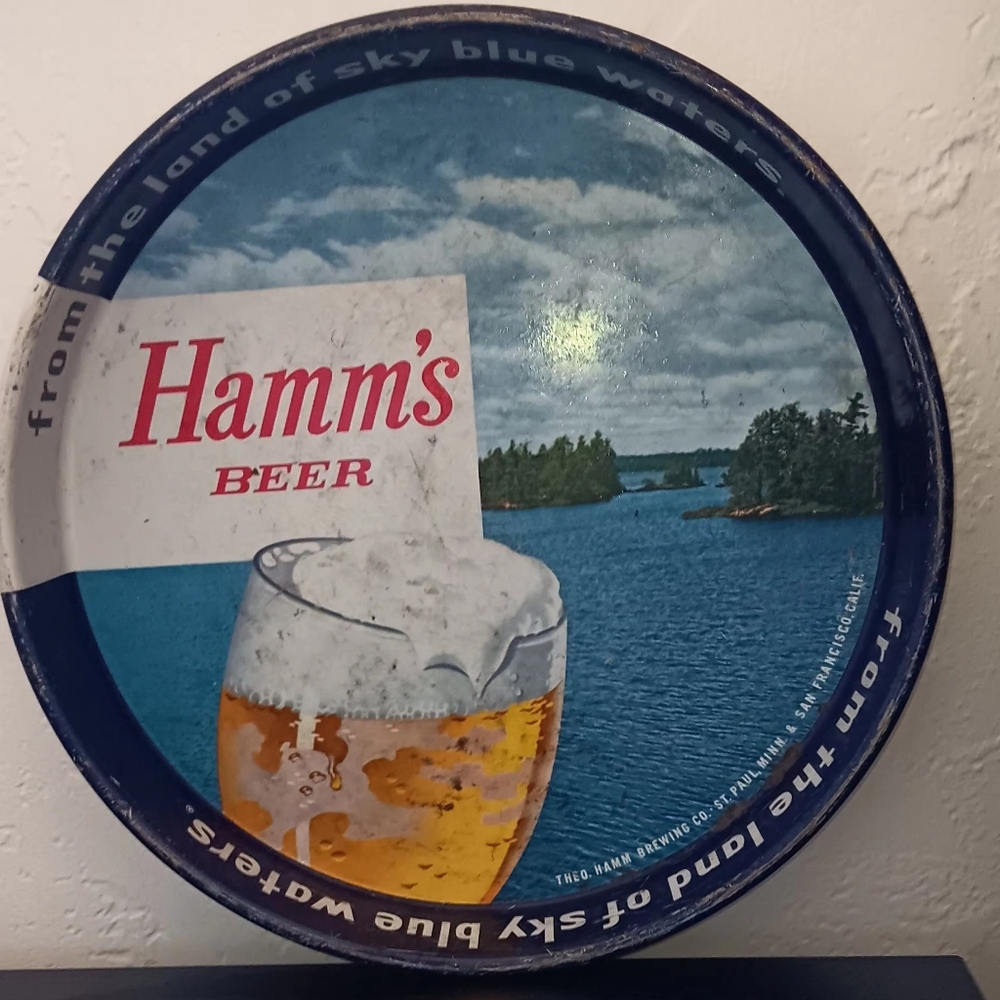 from the land of sky blue waters.
Hamm's
BEER
THEO. HAMM BREWING CO. · ST. PAUL, MINN. & SAN FRANCISCO, CALIF.
from the land of sky blue waters.